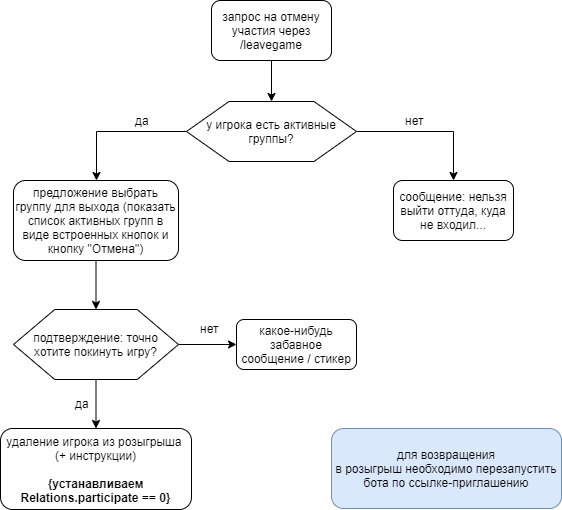 запрос на отмену
участия через
/leavegame
да
у игрока есть активные
группы?
нет
предложение выбрать
группу для выхода (показать
список активных групп в
виде встроенных кнопок и
кнопку "Отмена")
сообщение: нельзя
выйти оттуда, куда
не входил...
подтверждение: точно
хотите покинуть игру?
нет
какое-нибудь
забавное
сообщение / стикер
да
удаление игрока из розыгрыша
(+ инструкции)
{устанавливаем
Relations.participate == 0}
для возвращения
в розыгрыш необходимо перезапустить
бота по ссылке-приглашению